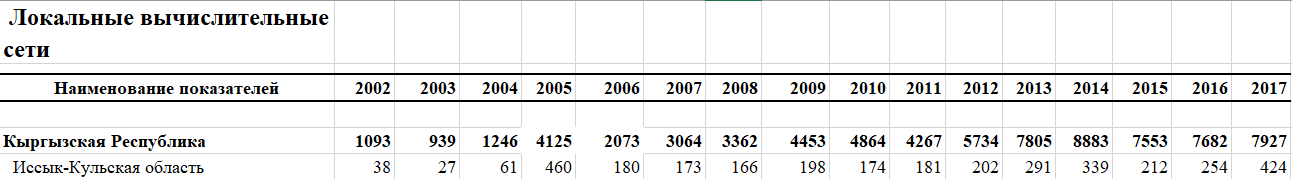 Локальные вычислительные
сети
Наименование показателей 2002 2003 2004 2005 2006 2007 2008 2009 2010 2011 2012 2013 2014 2015 2016 2017
Кыргызская Республика 1093 939 1246 4125 2073 3064 3362 4453 4864 4267 5734 7805 8883 7553 7682 7927
Иссык-Кульская область 38 27 61 460 180 173 166 198 174 181 202 291 339 212 254 424